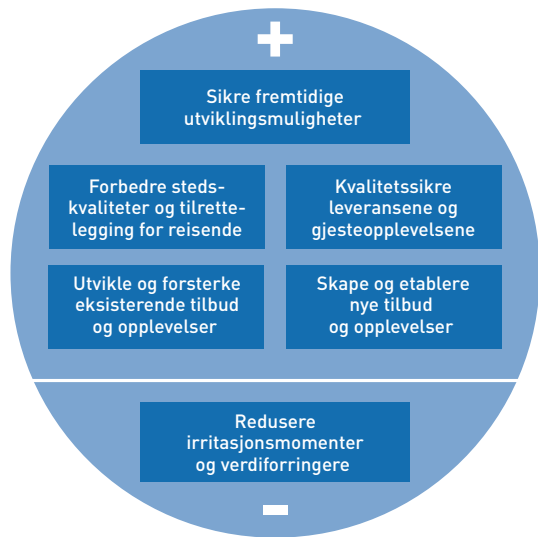 +
Sikre fremtidige
utviklingsmuligheter
Forbedre steds-
kvaliteter og tilrette-
legging for reisende
Kvalitetssikre
leveransene og
gjesteopplevelsene
Utvikle og forsterke
eksisterende tilbud
og opplevelser
Skape og etablere
nye tilbud
og opplevelser
Redusere
irritasjonsmomenter
og verdiforringere
-